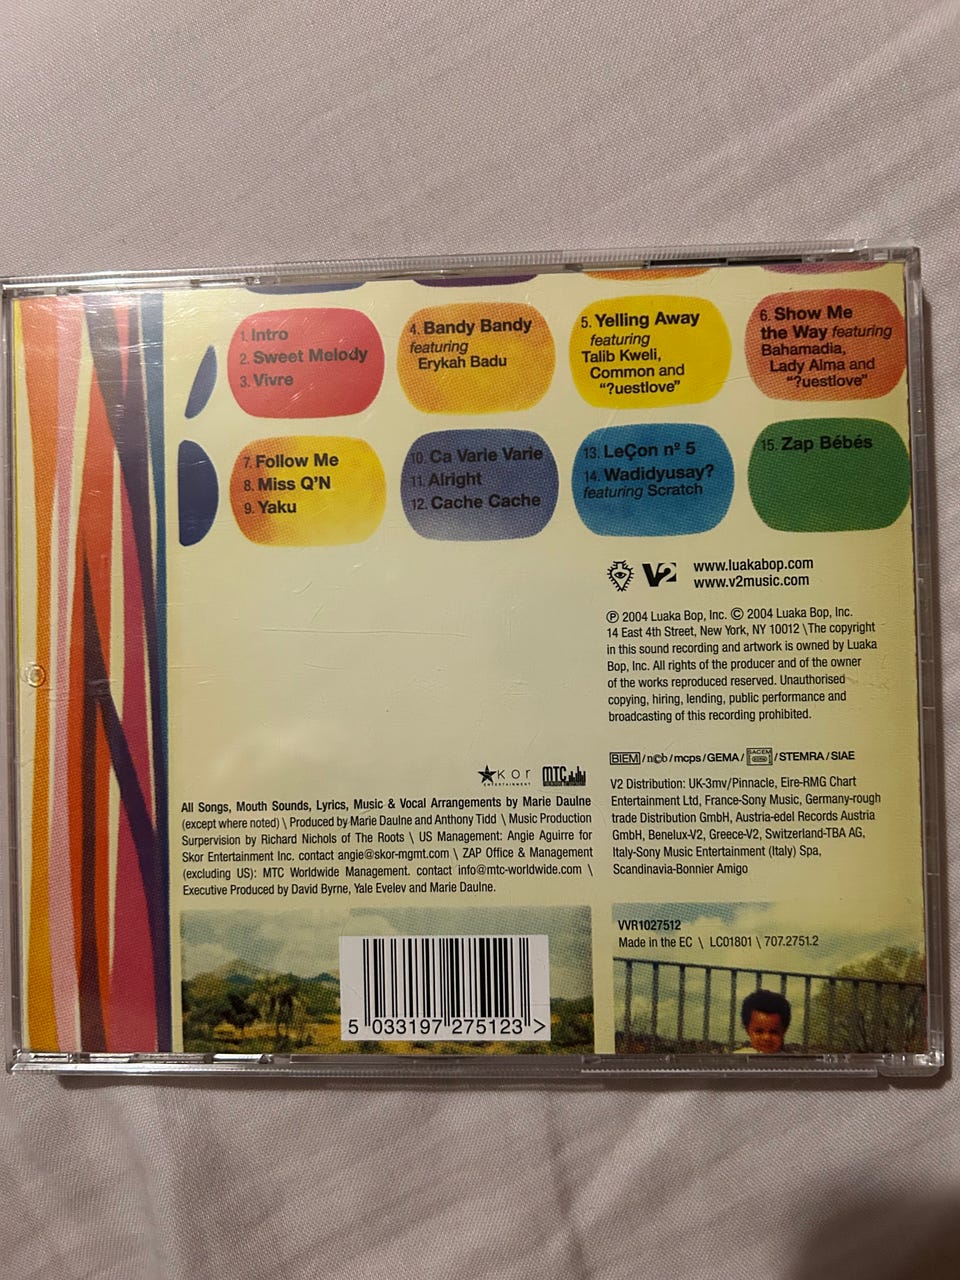 1. Intro
2. Sweet Melody
3. Vivre
4. Bandy Bandy
featuring
Erykah Badu
5. Yelling Away
featuring
Talib Kweli,
Common and
“?uestlove”
6. Show Me
the Way featuring
Bahamadia,
Lady Alma and
“?uestlove”
7. Follow Me
8. Miss Q’N
9. Yaku
10. Ca Varie Varie
11. Alright
12. Cache Cache
13. LeÇon nº 5
14. Wadidyusay?
featuring Scratch
15. Zap Bébés
V2
www.luakabop.com
www.v2music.com
℗ 2004 Luaka Bop, Inc. © 2004 Luaka Bop, Inc.
14 East 4th Street, New York, NY 10012 \ The copyright
in this sound recording and artwork is owned by Luaka
Bop, Inc. All rights of the producer and of the owner
of the works reproduced reserved. Unauthorised
copying, hiring, lending, public performance and
broadcasting of this recording prohibited.
BIEM / n©b / mcps / GEMA / SACEM / STEMRA / SIAE
V2 Distribution: UK-3mv/Pinnacle, Eire-RMG Chart
Entertainment Ltd, France-Sony Music, Germany-rough
trade Distribution GmbH, Austria-edel Records Austria
GmbH, Benelux-V2, Greece-V2, Switzerland-TBA AG,
Italy-Sony Music Entertainment (Italy) Spa,
Scandinavia-Bonnier Amigo
skor
ENTERTAINMENT
MTC
All Songs, Mouth Sounds, Lyrics, Music & Vocal Arrangements by Marie Daulne
(except where noted) \ Produced by Marie Daulne and Anthony Tidd \ Music Production
Surpervision by Richard Nichols of The Roots \ US Management: Angie Aguirre for
Skor Entertainment Inc. contact angie@skor-mgmt.com \ ZAP Office & Management
(excluding US): MTC Worldwide Management. contact info@mtc-worldwide.com \
Executive Produced by David Byrne, Yale Evelev and Marie Daulne.
VVR1027512
Made in the EC \ LC01801 \ 707.2751.2
5 033197 275123 >